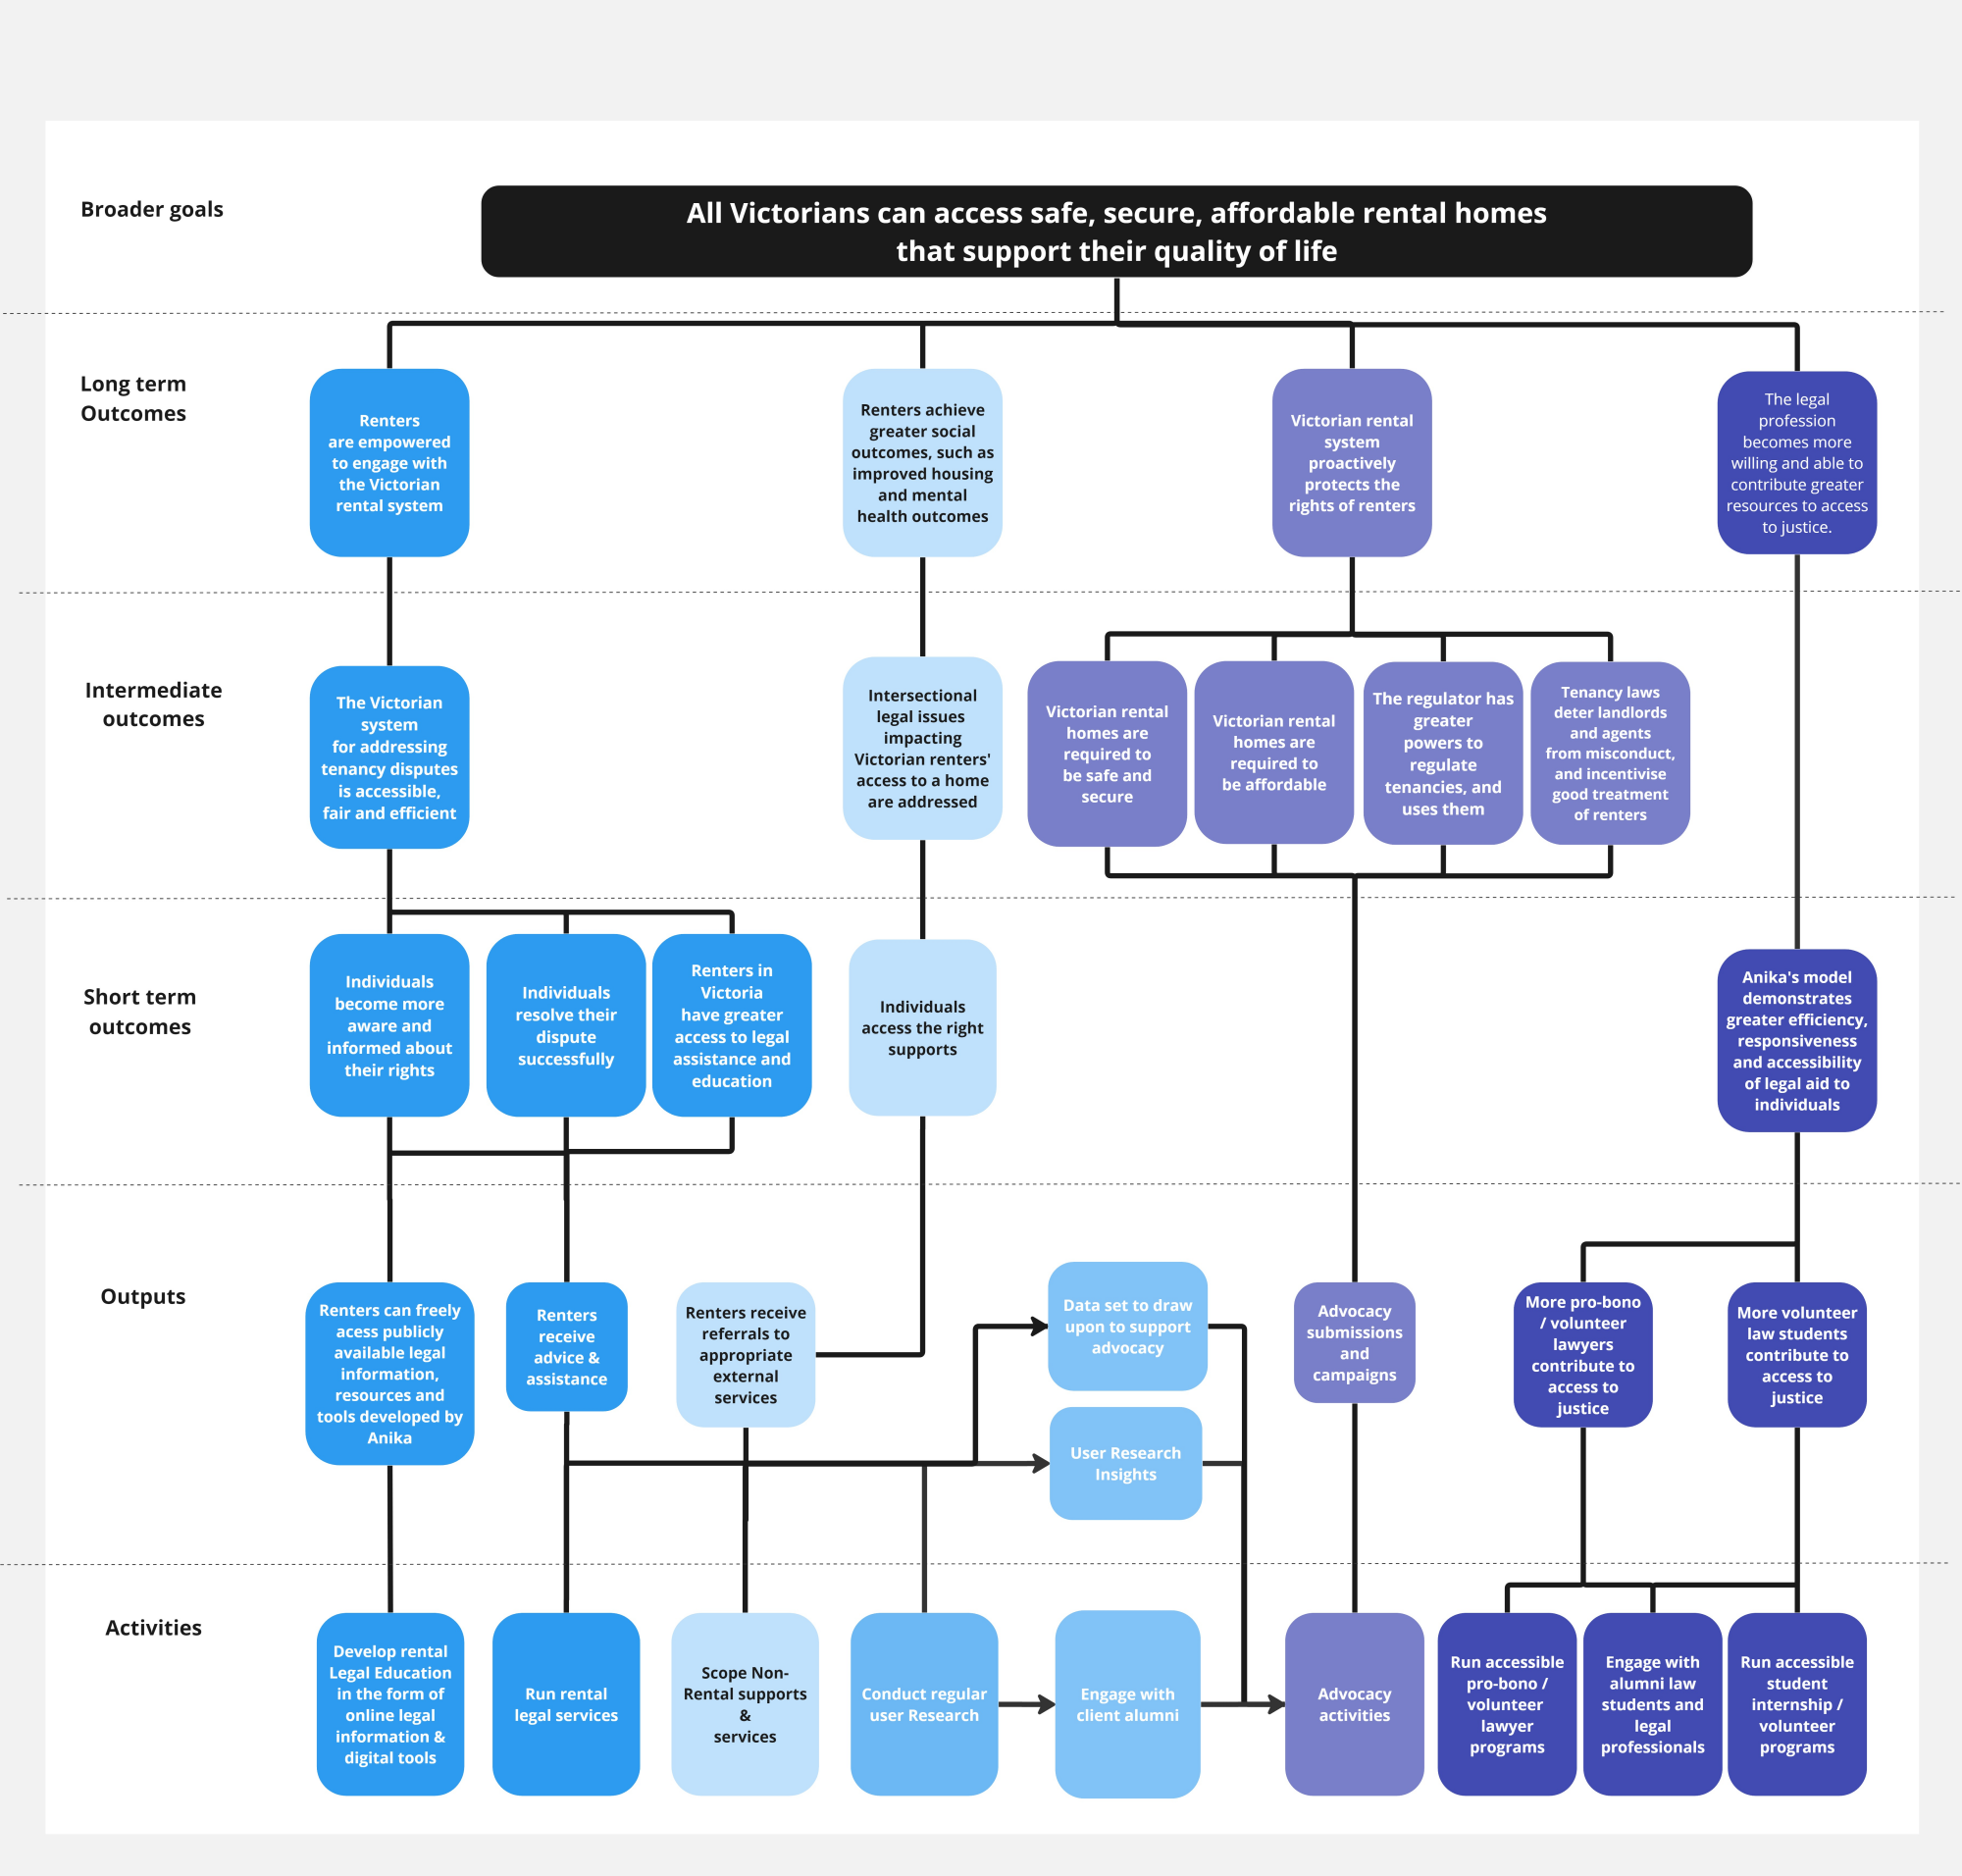 Broader goals
All Victorians can access safe, secure, affordable rental homes
that support their quality of life
Long term
Outcomes
Renters
are empowered
to engage with
the Victorian
rental system
Renters achieve
greater social
outcomes, such as
improved housing
and mental
health outcomes
Victorian rental
system
proactively
protects the
rights of renters
The legal
profession
becomes more
willing and able to
contribute greater
resources to access
to justice.
Intermediate
outcomes
The Victorian
system
for addressing
tenancy disputes
is accessible,
fair and efficient
Intersectional
legal issues
impacting
Victorian renters'
access to a home
are addressed
Victorian rental
homes are
required to
be safe and
secure
Victorian rental
homes are
required to
be affordable
The regulator has
greater
powers to
regulate
tenancies, and
uses them
Tenancy laws
deter landlords
and agents
from misconduct,
and incentivise
good treatment
of renters
Short term
outcomes
Individuals
become more
aware and
informed about
their rights
Individuals
resolve their
dispute
successfully
Renters in
Victoria
have greater
access to legal
assistance and
education
Individuals
access the right
supports
Anika's model
demonstrates
greater efficiency,
responsiveness
and accessibility
of legal aid to
individuals
Outputs
Renters can freely
acess publicly
available legal
information,
resources and
tools developed by
Anika
Renters
receive
advice &
assistance
Renters receive
referrals to
appropriate
external
services
Data set to draw
upon to support
advocacy
User Research
Insights
Advocacy
submissions
and
campaigns
More pro-bono
/ volunteer
lawyers
contribute to
access to
justice
More volunteer
law students
contribute to
access to
justice
Activities
Develop rental
Legal Education
in the form of
online legal
information &
digital tools
Run rental
legal services
Scope Non-
Rental supports
&
services
Conduct regular
user Research
Engage with
client alumni
Advocacy
activities
Run accessible
pro-bono /
volunteer
lawyer
programs
Engage with
alumni law
students and
legal
professionals
Run accessible
student
internship /
volunteer
programs